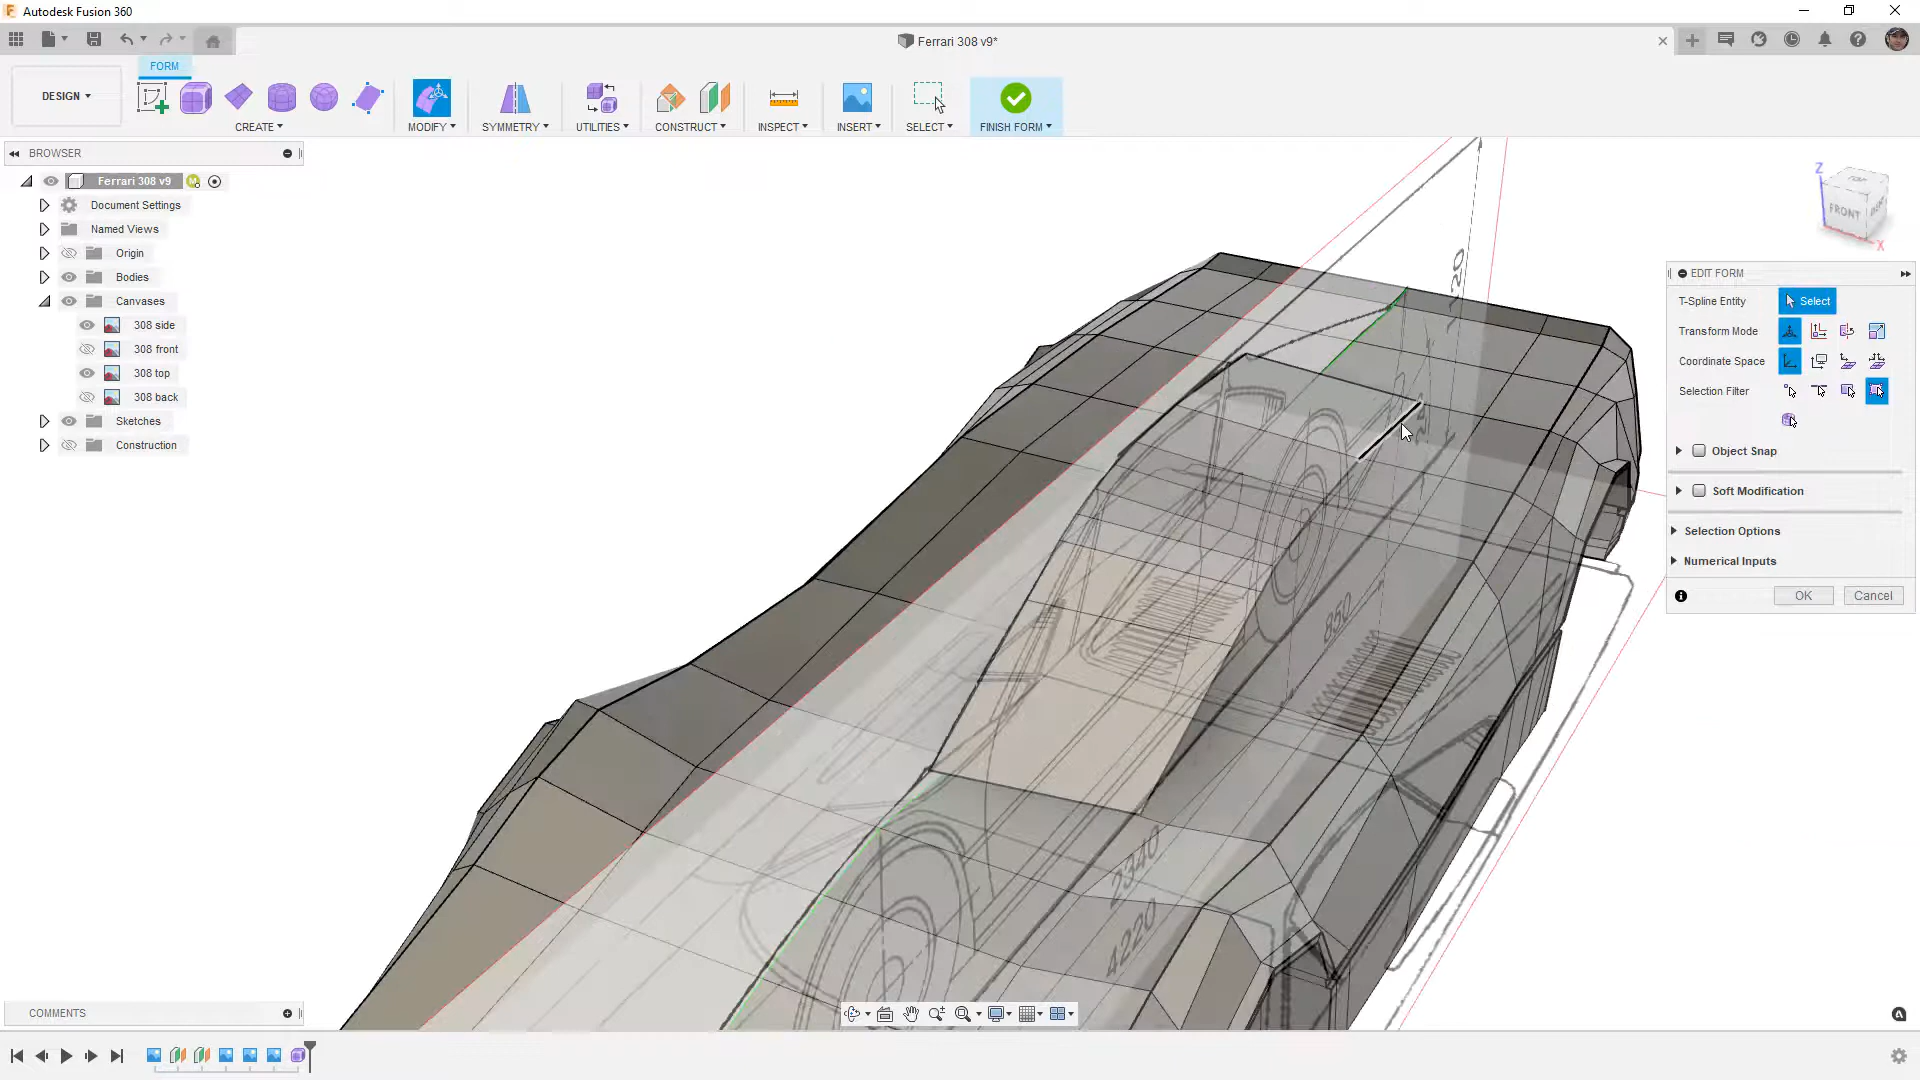 Autodesk Fusion 360
Ferrari 308 v9*
FORM
DESIGN
CREATE
MODIFY
SYMMETRY
UTILITIES
CONSTRUCT
INSPECT
INSERT
SELECT
FINISH FORM
BROWSER
Ferrari 308 v9
Document Settings
Named Views
Origin
Bodies
Canvases
308 side
308 front
308 top
308 back
Sketches
Construction
Z
TOP
FRONT
X
EDIT FORM
T-Spline Entity
Select
Transform Mode
Coordinate Space
Selection Filter
Object Snap
Soft Modification
Selection Options
Numerical Inputs
OK
Cancel
850
2340
4220
COMMENTS